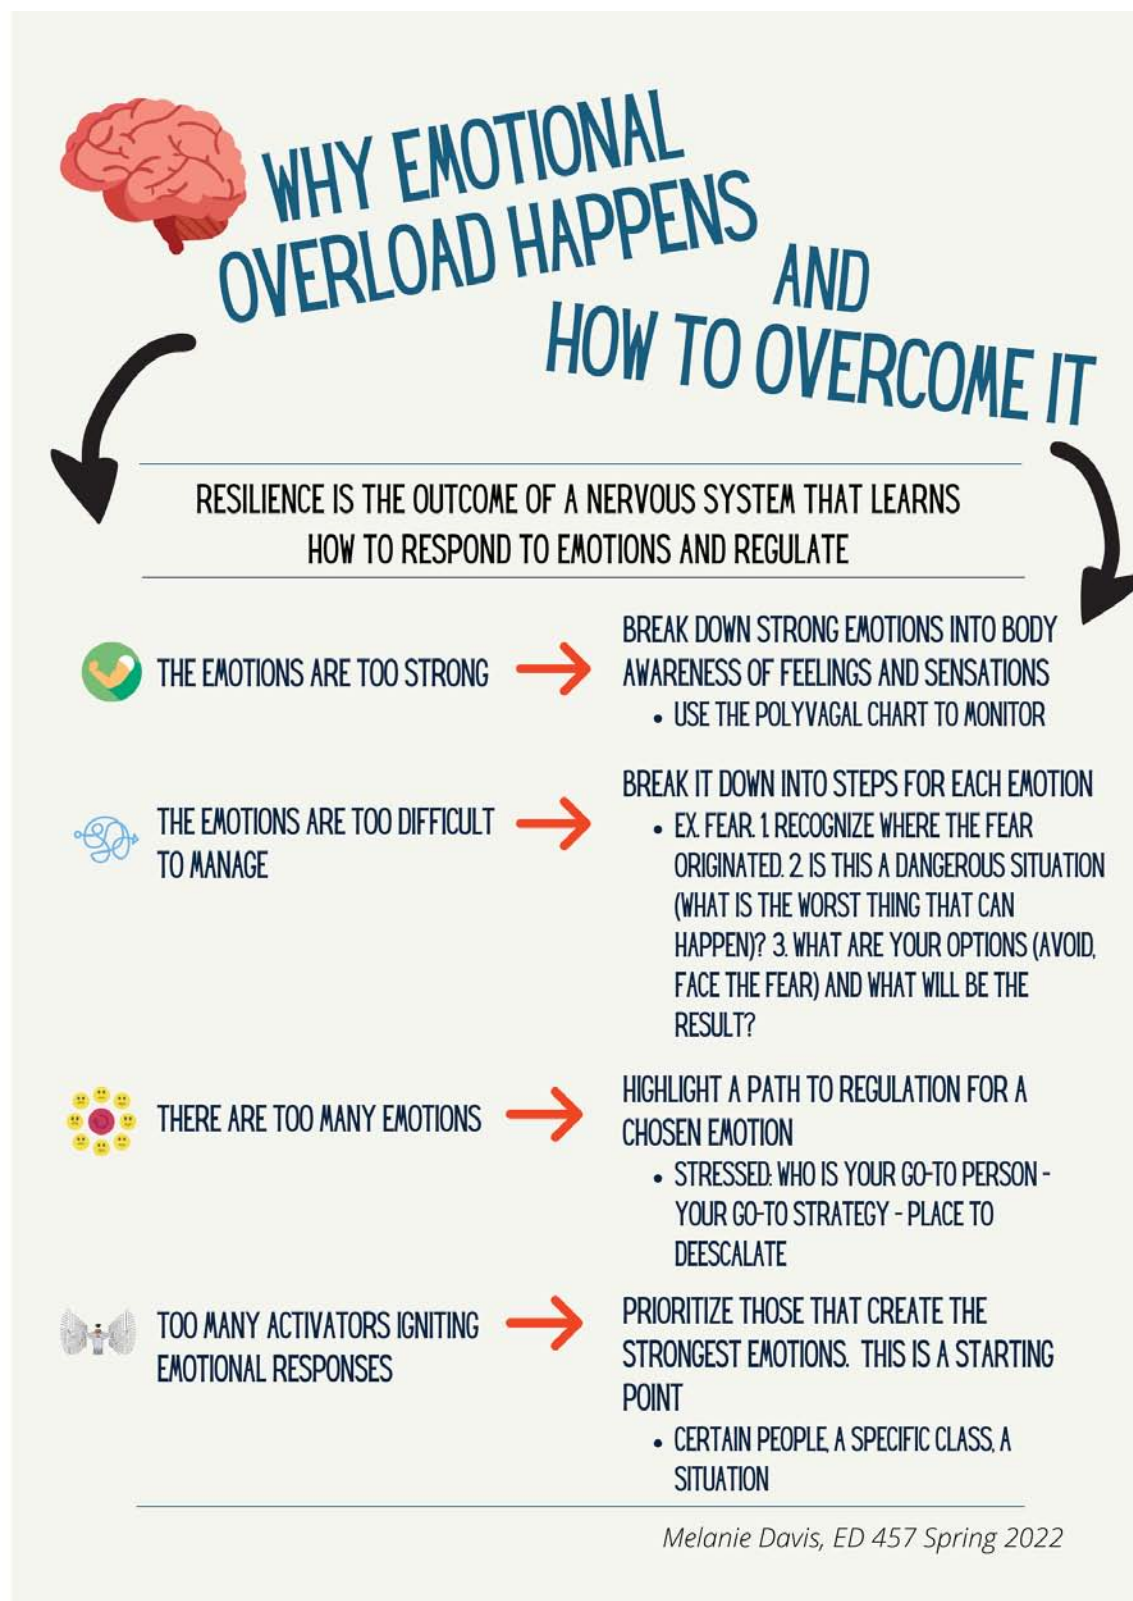 WHY EMOTIONAL
OVERLOAD HAPPENS
AND
HOW TO OVERCOME IT
RESILIENCE IS THE OUTCOME OF A NERVOUS SYSTEM THAT LEARNS
HOW TO RESPOND TO EMOTIONS AND REGULATE
THE EMOTIONS ARE TOO STRONG
BREAK DOWN STRONG EMOTIONS INTO BODY
AWARENESS OF FEELINGS AND SENSATIONS
• USE THE POLYVAGAL CHART TO MONITOR
THE EMOTIONS ARE TOO DIFFICULT
TO MANAGE
BREAK IT DOWN INTO STEPS FOR EACH EMOTION
• EX. FEAR. 1 RECOGNIZE WHERE THE FEAR
ORIGINATED. 2 IS THIS A DANGEROUS SITUATION
(WHAT IS THE WORST THING THAT CAN
HAPPEN)? 3. WHAT ARE YOUR OPTIONS (AVOID,
FACE THE FEAR) AND WHAT WILL BE THE
RESULT?
THERE ARE TOO MANY EMOTIONS
HIGHLIGHT A PATH TO REGULATION FOR A
CHOSEN EMOTION
• STRESSED: WHO IS YOUR GO-TO PERSON -
YOUR GO-TO STRATEGY - PLACE TO
DEESCALATE
TOO MANY ACTIVATORS IGNITING
EMOTIONAL RESPONSES
PRIORITIZE THOSE THAT CREATE THE
STRONGEST EMOTIONS. THIS IS A STARTING
POINT
• CERTAIN PEOPLE, A SPECIFIC CLASS, A
SITUATION
Melanie Davis, ED 457 Spring 2022